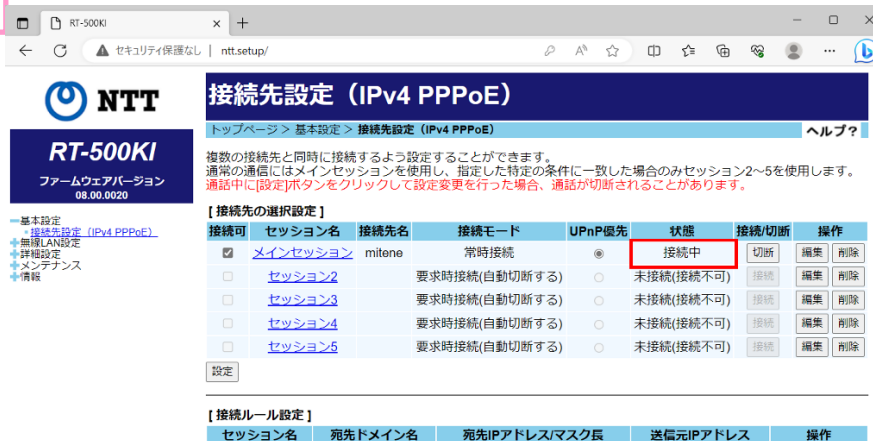 RT-500KI
セキュリティ保護なし | ntt.setup/
NTT
RT-500KI
ファームウェアバージョン
08.00.0020
基本設定
接続先設定（IPv4 PPPoE）
無線LAN設定
詳細設定
メンテナンス
情報
接続先設定（IPv4 PPPoE）
トップページ > 基本設定 > 接続先設定（IPv4 PPPoE） ヘルプ?
複数の接続先と同時に接続するよう設定することができます。
通常の通信にはメインセッションを使用し、指定した特定の条件に一致した場合のみセッション2～5を使用します。
通話中に[設定]ボタンをクリックして設定変更を行った場合、通話が切断されることがあります。
[ 接続先の選択設定 ]
接続可 セッション名 接続先名 接続モード UPnP優先 状態 接続/切断 操作
メインセッション mitene 常時接続 接続中 切断 編集 削除
セッション2 要求時接続(自動切断する) 未接続(接続不可) 接続 編集 削除
セッション3 要求時接続(自動切断する) 未接続(接続不可) 接続 編集 削除
セッション4 要求時接続(自動切断する) 未接続(接続不可) 接続 編集 削除
セッション5 要求時接続(自動切断する) 未接続(接続不可) 接続 編集 削除
設定
[ 接続ルール設定 ]
セッション名 宛先ドメイン名 宛先IPアドレス/マスク長 送信元IPアドレス 操作